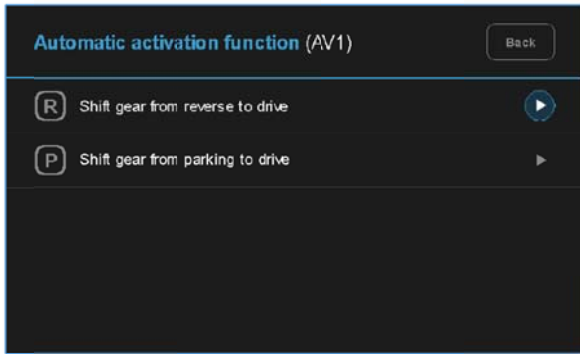 Automatic activation function (AV1)
Back
R Shift gear from reverse to drive
P Shift gear from parking to drive